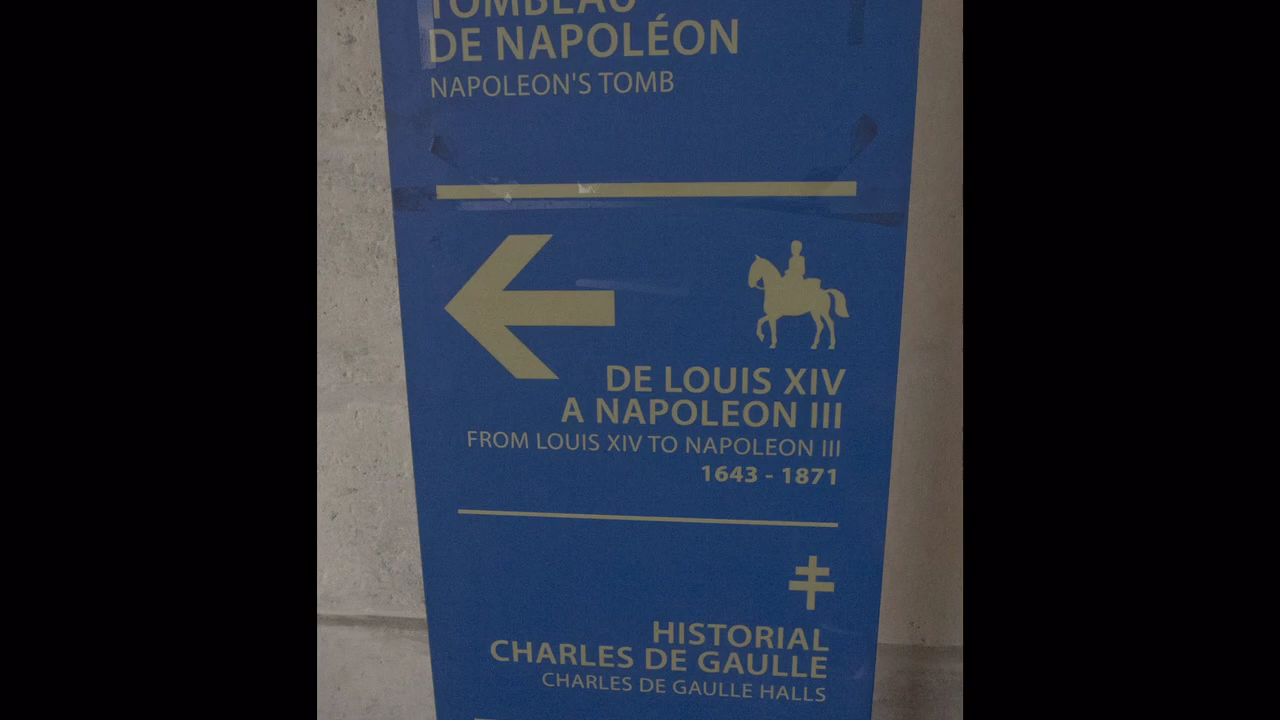 TOMBEAU
DE NAPOLÉON
NAPOLEON'S TOMB
DE LOUIS XIV
A NAPOLEON III
FROM LOUIS XIV TO NAPOLEON III
1643 - 1871
HISTORIAL
CHARLES DE GAULLE
CHARLES DE GAULLE HALLS